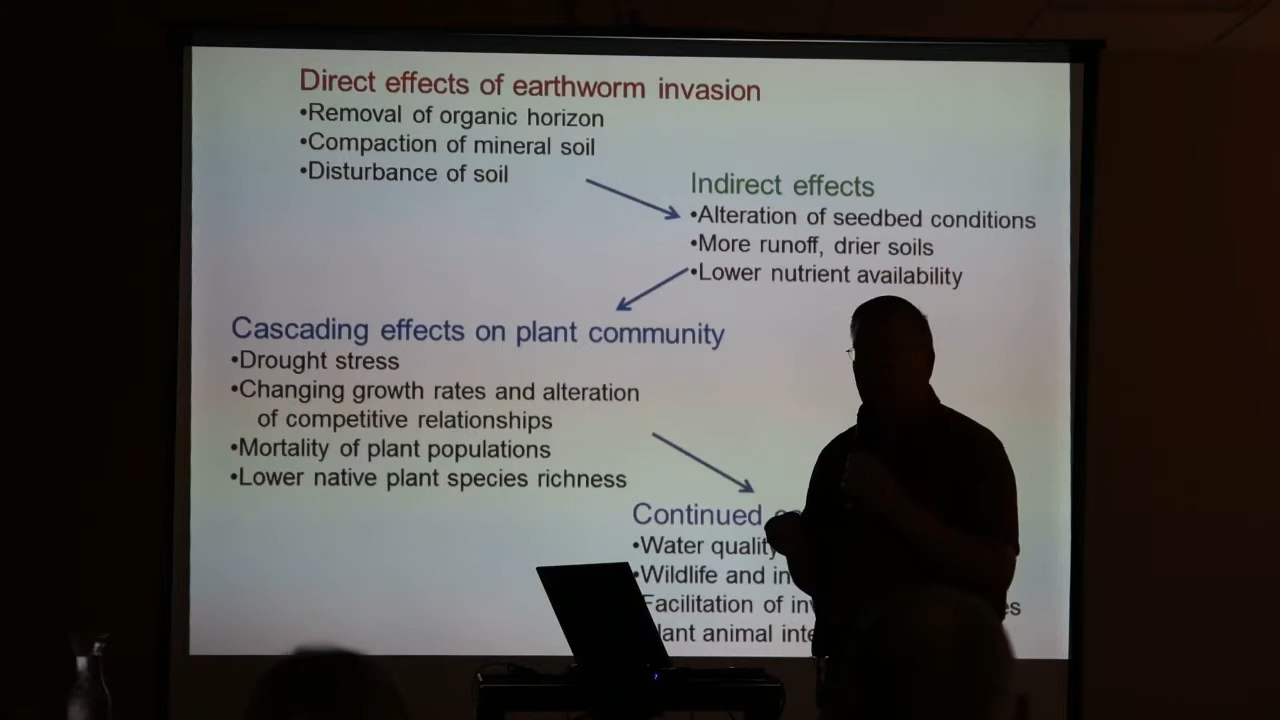 Direct effects of earthworm invasion
•Removal of organic horizon
•Compaction of mineral soil
•Disturbance of soil
Indirect effects
•Alteration of seedbed conditions
•More runoff, drier soils
•Lower nutrient availability
Cascading effects on plant community
•Drought stress
•Changing growth rates and alteration
of competitive relationships
•Mortality of plant populations
•Lower native plant species richness
Continued
•Water quality
•Wildlife and
Facilitation of
animal